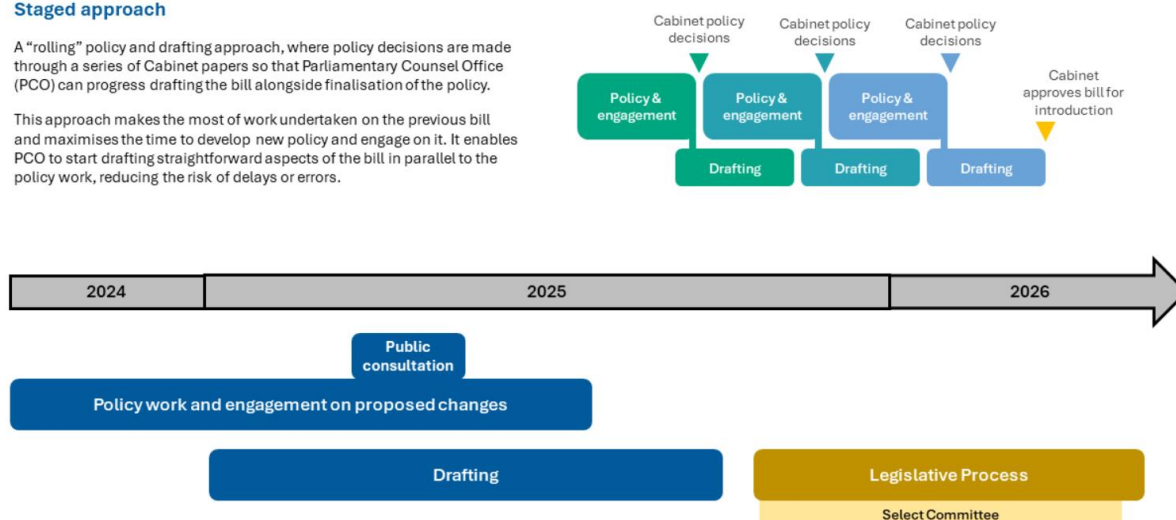 Staged approach
A “rolling” policy and drafting approach, where policy decisions are made
through a series of Cabinet papers so that Parliamentary Counsel Office
(PCO) can progress drafting the bill alongside finalisation of the policy.
This approach makes the most of work undertaken on the previous bill
and maximises the time to develop new policy and engage on it. It enables
PCO to start drafting straightforward aspects of the bill in parallel to the
policy work, reducing the risk of delays or errors.
Cabinet policy
decisions
Cabinet policy
decisions
Cabinet policy
decisions
Cabinet
approves bill for
introduction
Policy &
engagement
Policy &
engagement
Policy &
engagement
Drafting
Drafting
Drafting
2024
2025
2026
Public
consultation
Policy work and engagement on proposed changes
Drafting
Legislative Process
Select Committee